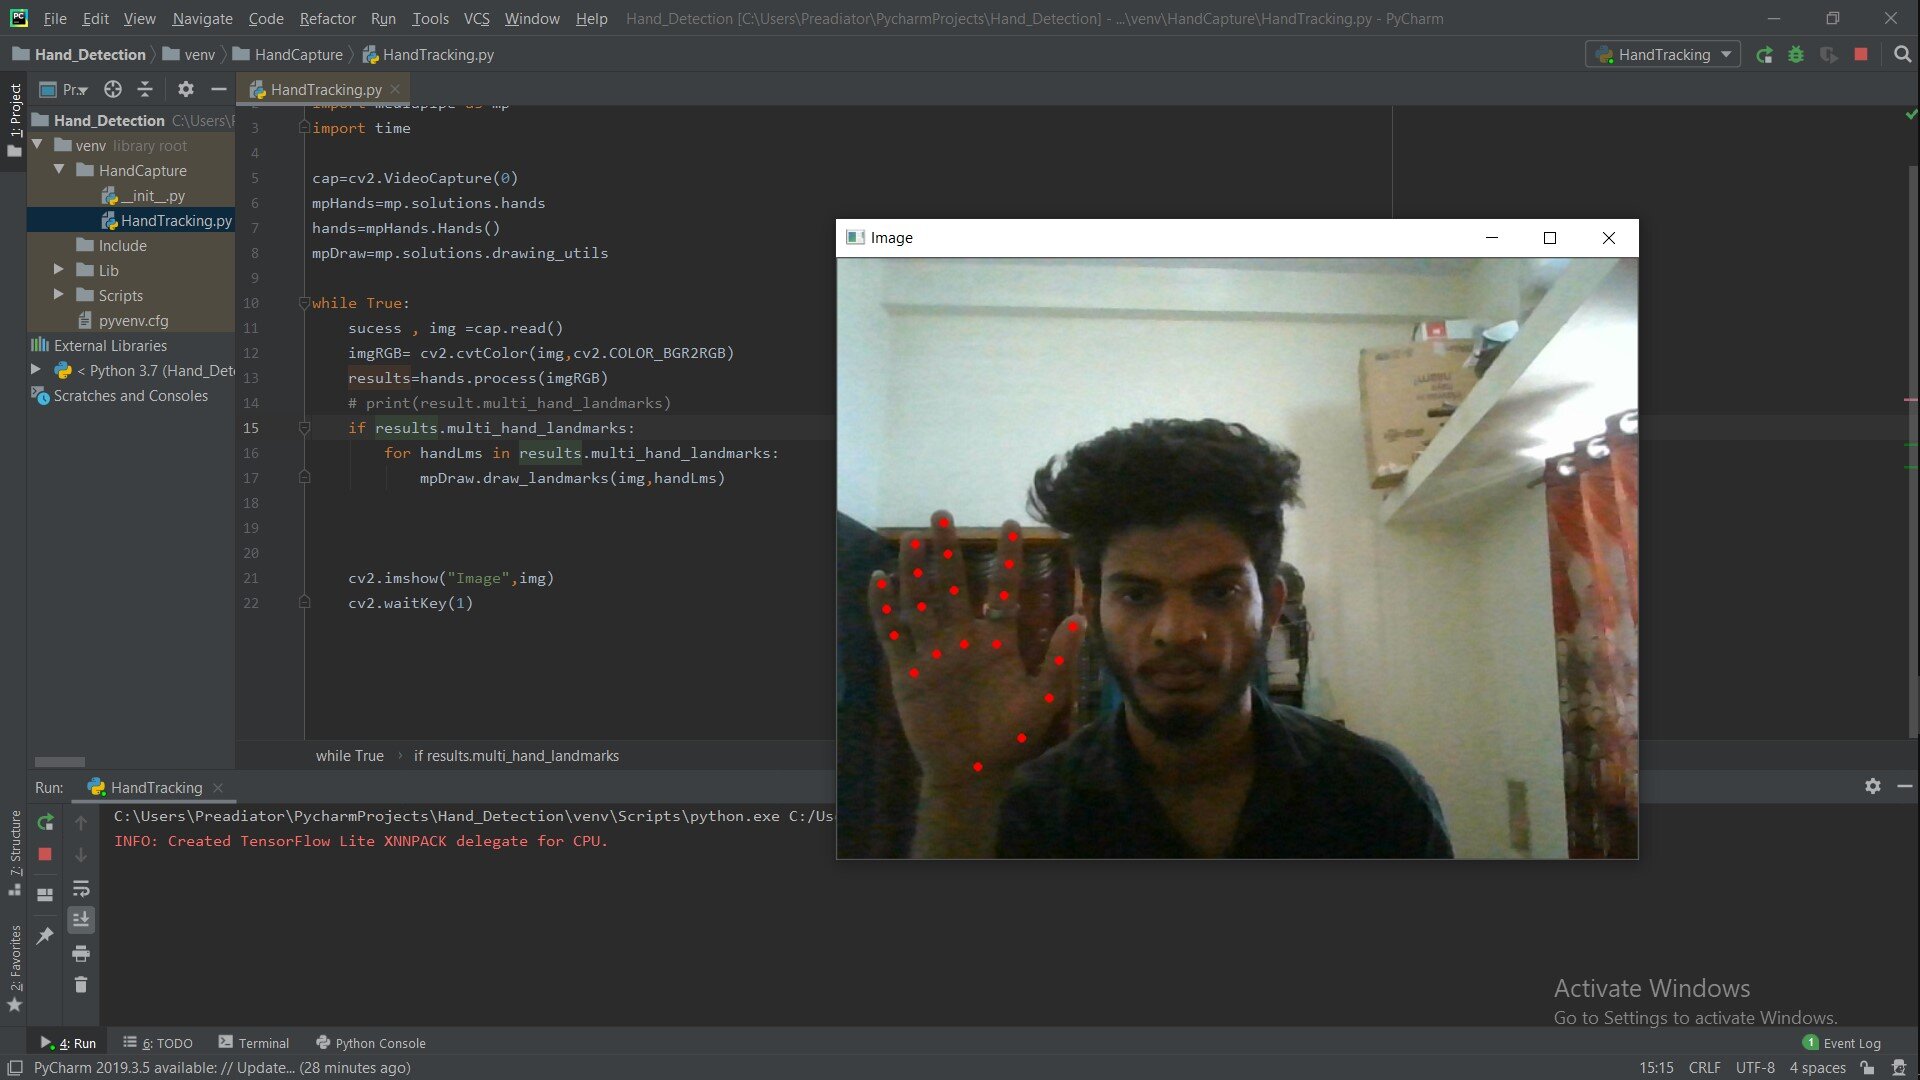 File Edit View Navigate Code Refactor Run Tools VCS Window Help Hand_Detection [C:\Users\Preadiator\PycharmProjects\Hand_Detection] - ...\venv\HandCapture\HandTracking.py - PyCharm
Hand_Detection venv HandCapture HandTracking.py HandTracking
1: Project
Pr... HandTracking.py
Hand_Detection C:\Users\P
venv library root
HandCapture
__init__.py
HandTracking.py
Include
Lib
Scripts
pyvenv.cfg
External Libraries
< Python 3.7 (Hand_Det
Scratches and Consoles
2 import mediapipe as mp
3 import time
4
5 cap=cv2.VideoCapture(0)
6 mpHands=mp.solutions.hands
7 hands=mpHands.Hands()
8 mpDraw=mp.solutions.drawing_utils
9
10 while True:
11 sucess , img =cap.read()
12 imgRGB= cv2.cvtColor(img,cv2.COLOR_BGR2RGB)
13 results=hands.process(imgRGB)
14 # print(result.multi_hand_landmarks)
15 if results.multi_hand_landmarks:
16 for handLms in results.multi_hand_landmarks:
17 mpDraw.draw_landmarks(img,handLms)
18
19
20
21 cv2.imshow("Image",img)
22 cv2.waitKey(1)
while True if results.multi_hand_landmarks
Image
Run: HandTracking
C:\Users\Preadiator\PycharmProjects\Hand_Detection\venv\Scripts\python.exe C:/Us
INFO: Created TensorFlow Lite XNNPACK delegate for CPU.
7: Structure
2: Favorites
Activate Windows
Go to Settings to activate Windows.
4: Run 6: TODO Terminal Python Console 1 Event Log
PyCharm 2019.3.5 available: // Update... (28 minutes ago) 15:15 CRLF UTF-8 4 spaces